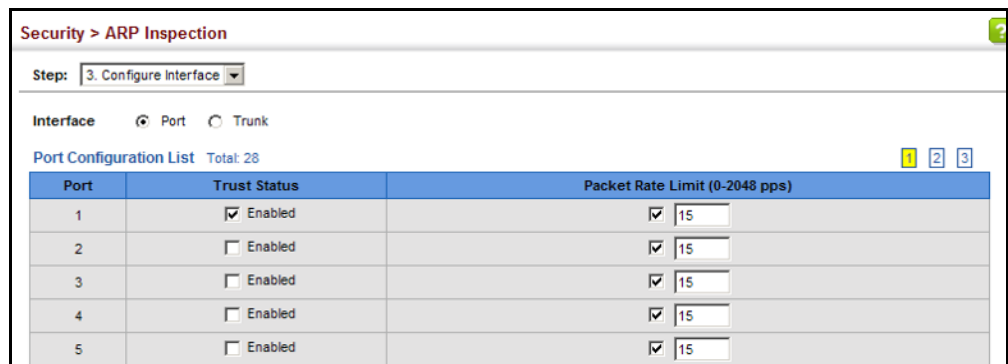 Security > ARP Inspection
?
Step: 3. Configure Interface
Interface Port Trunk
Port Configuration List Total: 28 1 2 3
Port Trust Status Packet Rate Limit (0-2048 pps)
1 Enabled 15
2 Enabled 15
3 Enabled 15
4 Enabled 15
5 Enabled 15